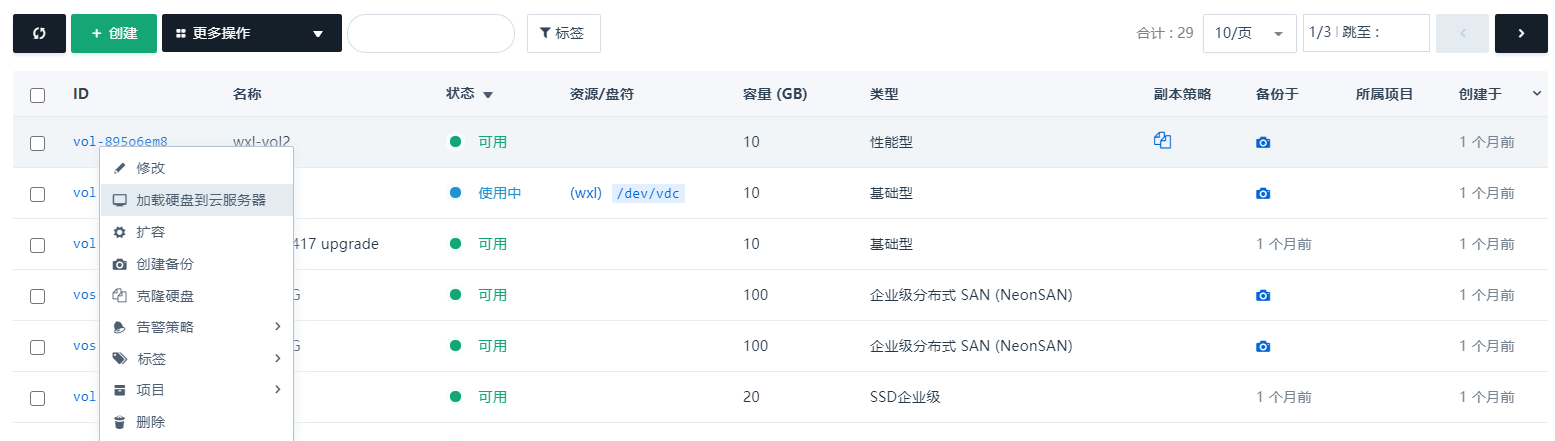 创建 更多操作 标签 合计 : 29 10/页 1/3 跳至 :
ID 名称 状态 资源/盘符 容量 (GB) 类型 副本策略 备份于 所属项目 创建于
vol-895o6em8 wxl-vol2 可用 10 性能型 1 个月前
修改
vol 使用中 (wxl) /dev/vdc 10 基础型 1 个月前
加载硬盘到云服务器
扩容
vol 417 upgrade 可用 10 基础型 1 个月前 1 个月前
创建备份
vos G 可用 100 企业级分布式 SAN (NeonSAN) 1 个月前
克隆硬盘
告警策略
vos G 可用 100 企业级分布式 SAN (NeonSAN) 1 个月前
标签
项目
vol 可用 20 SSD企业级 1 个月前 1 个月前
删除